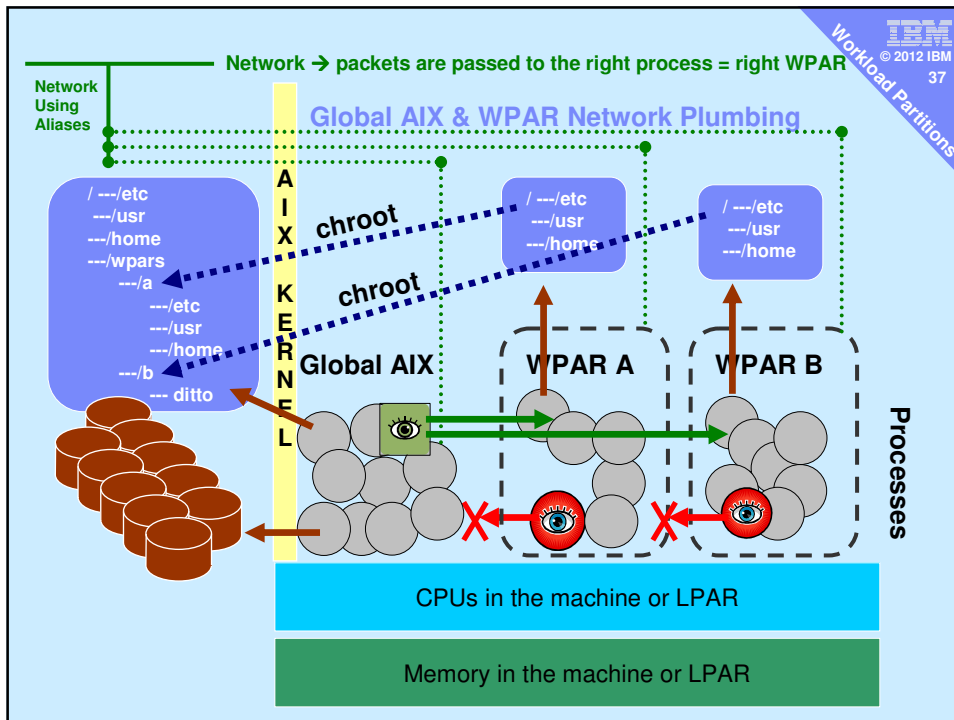 IBM
© 2012 IBM
37
Workload Partitions
Network → packets are passed to the right process = right WPAR
Network
Using
Aliases
Global AIX & WPAR Network Plumbing
AIX KERNEL
/ ---/etc
---/usr
---/home
---/wpars
---/a
---/etc
---/usr
---/home
---/b
--- ditto
chroot
chroot
/ ---/etc
---/usr
---/home
/ ---/etc
---/usr
---/home
Global AIX
WPAR A
WPAR B
Processes
CPUs in the machine or LPAR
Memory in the machine or LPAR